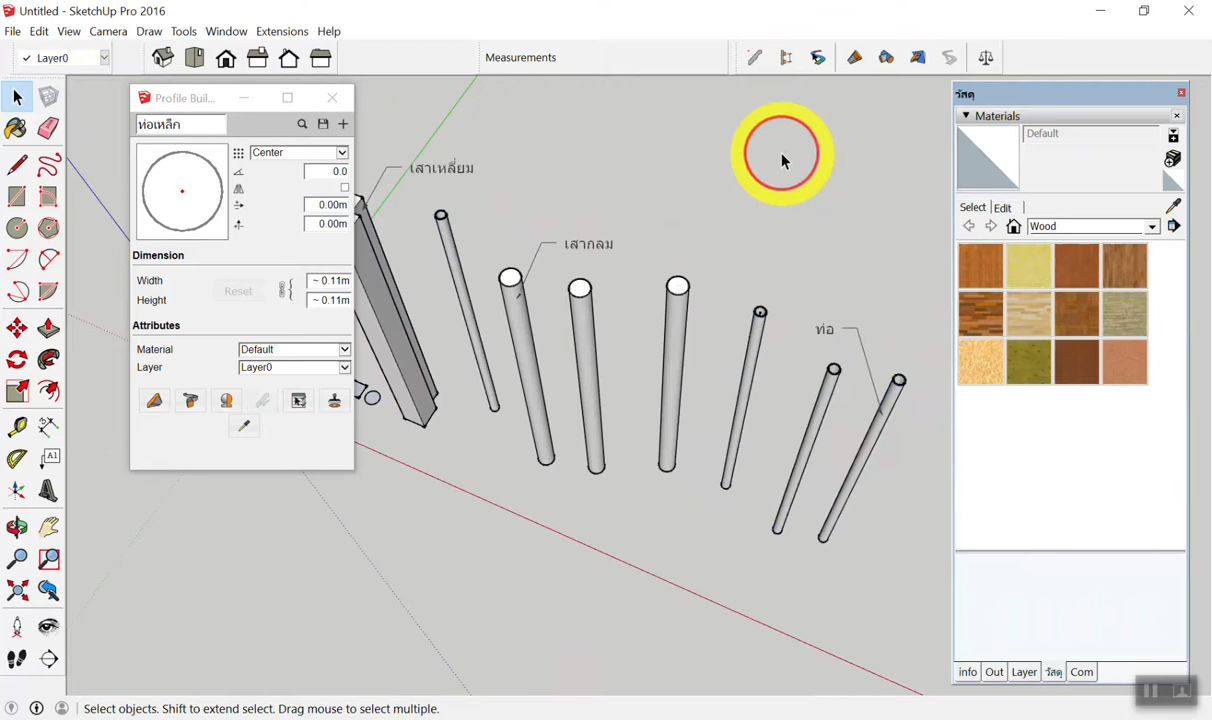 Untitled - SketchUp Pro 2016
File Edit View Camera Draw Tools Window Extensions Help
Layer0
Measurements
Profile Buil...
ท่อเหล็ก
Center
0.0
0.00m
0.00m
Dimension
Width ~ 0.11m
Reset
Height ~ 0.11m
Attributes
Material Default
Layer Layer0
เสาเหลี่ยม
เสากลม
ท่อ
A1
วัสดุ
Materials
Default
Select Edit
Wood
info Out Layer วัสดุ Com
Select objects. Shift to extend select. Drag mouse to select multiple.